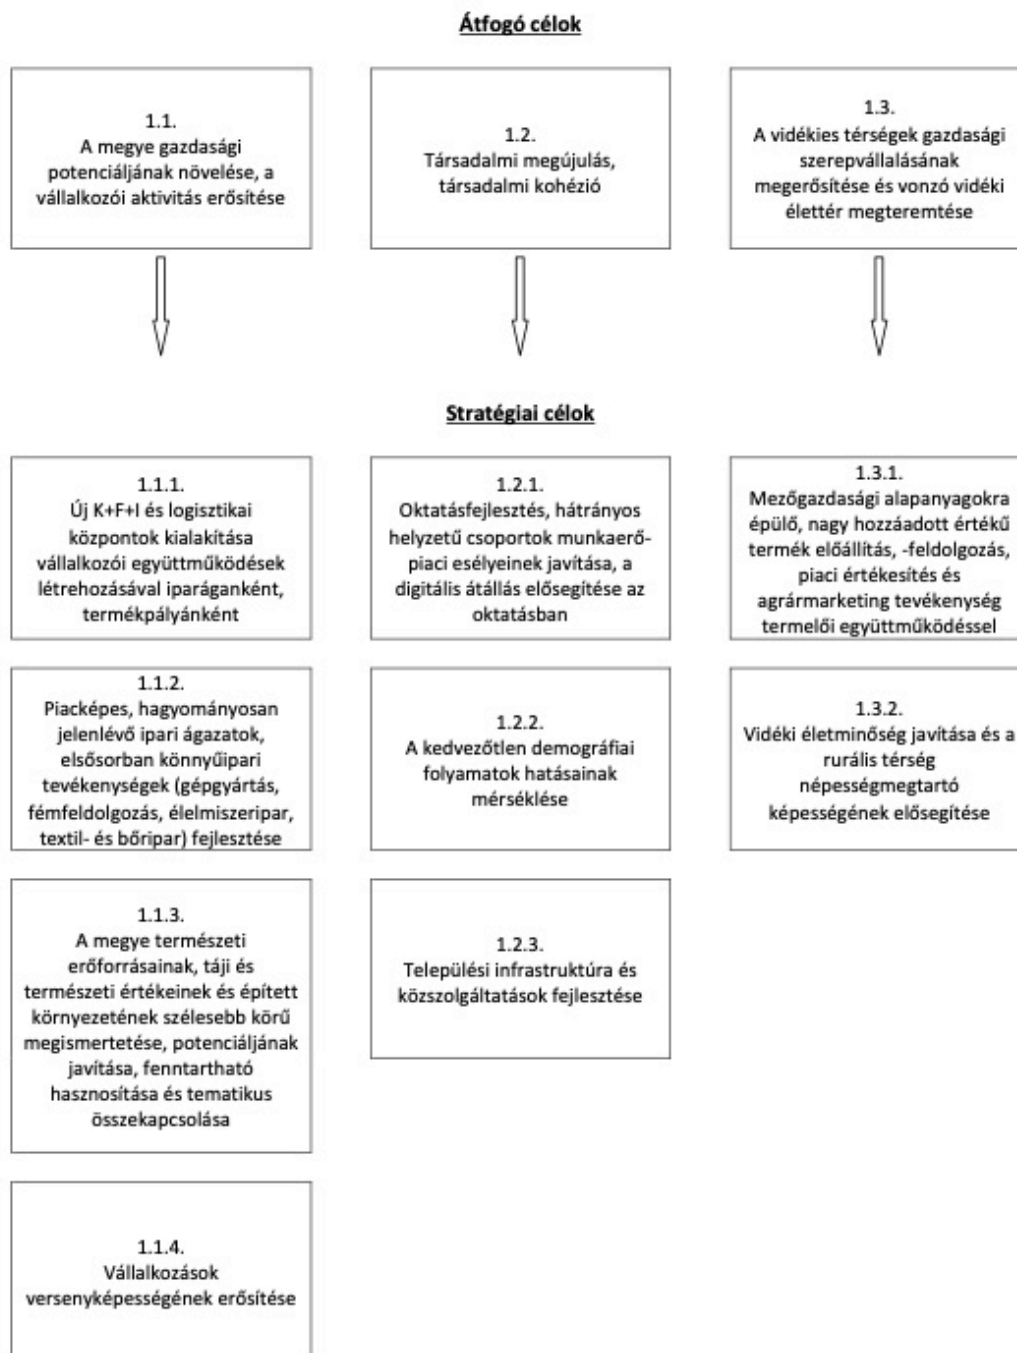 Átfogó célok
1.1.
A megye gazdasági
potenciáljának növelése, a
vállalkozói aktivitás erősítése
1.2.
Társadalmi megújulás,
társadalmi kohézió
1.3.
A vidékies térségek gazdasági
szerepvállalásának
megerősítése és vonzó vidéki
élettér megteremtése
Stratégiai célok
1.1.1.
Új K+F+I és logisztikai
központok kialakítása
vállalkozói együttműködések
létrehozásával iparáganként,
termékpályánként
1.2.1.
Oktatásfejlesztés, hátrányos
helyzetű csoportok munkaerő-
piaci esélyeinek javítása, a
digitális átállás elősegítése az
oktatásban
1.3.1.
Mezőgazdasági alapanyagokra
épülő, nagy hozzáadott értékű
termék előállítás, -feldolgozás,
piaci értékesítés és
agrármarketing tevékenység
termelői együttműködéssel
1.1.2.
Piacképes, hagyományosan
jelenlévő ipari ágazatok,
elsősorban könnyűipari
tevékenységek (gépgyártás,
fémfeldolgozás, élelmiszeripar,
textil- és bőripar) fejlesztése
1.2.2.
A kedvezőtlen demográfiai
folyamatok hatásainak
mérséklése
1.3.2.
Vidéki életminőség javítása és a
rurális térség
népességmegtartó
képességének elősegítése
1.1.3.
A megye természeti
erőforrásainak, táji és
természeti értékeinek és épített
környezetének szélesebb körű
megismertetése, potenciáljának
javítása, fenntartható
hasznosítása és tematikus
összekapcsolása
1.2.3.
Települési infrastruktúra és
közszolgáltatások fejlesztése
1.1.4.
Vállalkozások
versenyképességének erősítése